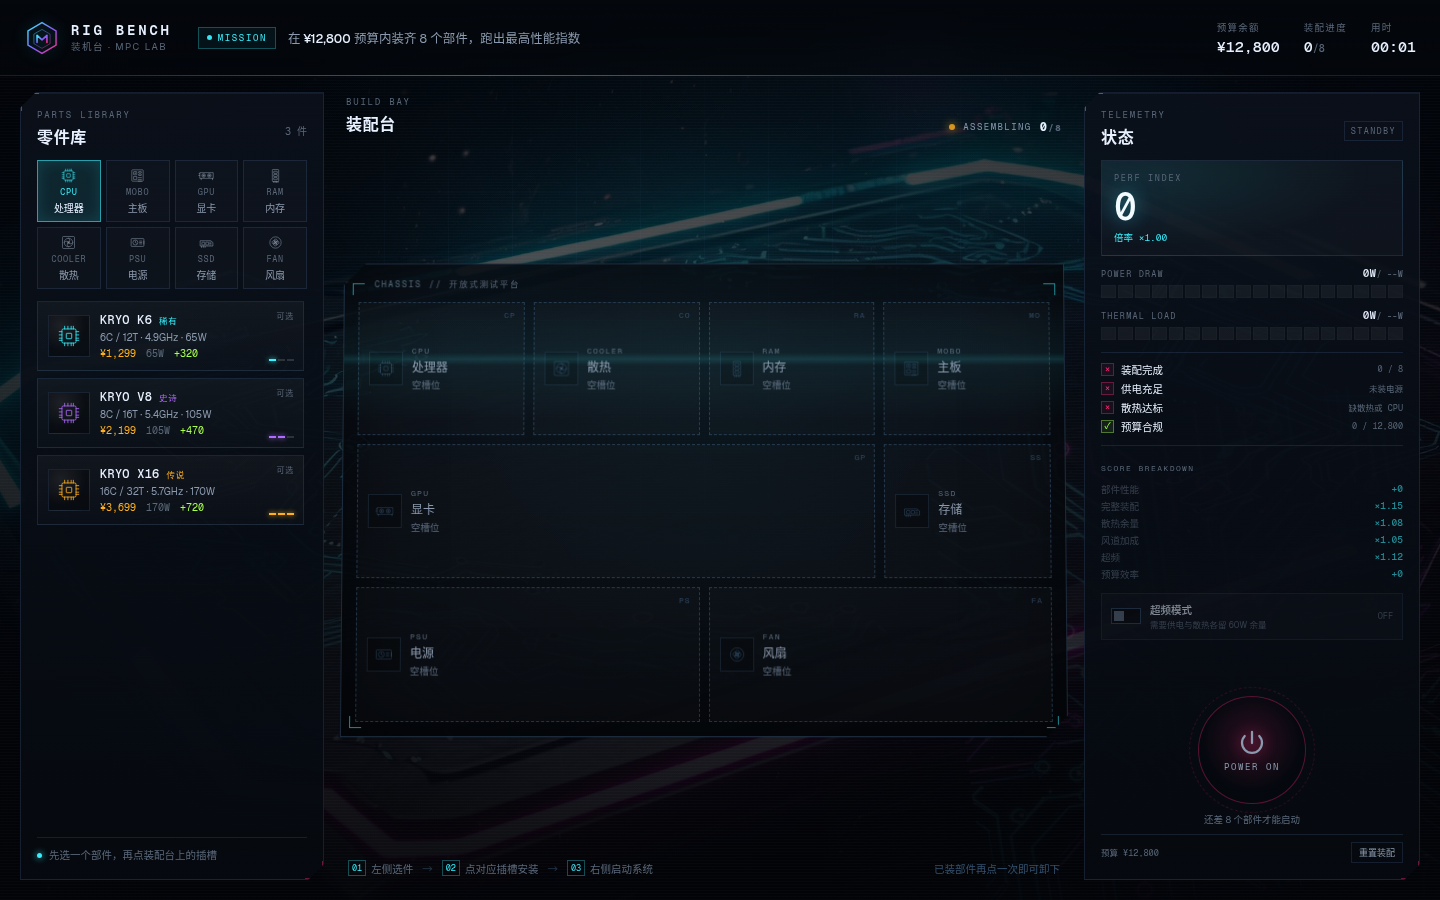 RIG BENCH
装机台 · MPC LAB
MISSION
在 ¥12,800 预算内装齐 8 个部件，跑出最高性能指数
预算余额
¥12,800
装配进度
0/8
用时
00:01
PARTS LIBRARY
零件库
3 件
CPU
处理器
MOBO
主板
GPU
显卡
RAM
内存
COOLER
散热
PSU
电源
SSD
存储
FAN
风扇
KRYO K6 稀有
可选
6C / 12T · 4.9GHz · 65W
¥1,299 65W +320
KRYO V8 史诗
可选
8C / 16T · 5.4GHz · 105W
¥2,199 105W +470
KRYO X16 传说
可选
16C / 32T · 5.7GHz · 170W
¥3,699 170W +720
先选一个部件，再点装配台上的插槽
BUILD BAY
装配台
ASSEMBLING 0/8
CHASSIS // 开放式测试平台
CP
CPU
处理器
空槽位
CO
COOLER
散热
空槽位
RA
RAM
内存
空槽位
MO
MOBO
主板
空槽位
GP
GPU
显卡
空槽位
SS
SSD
存储
空槽位
PS
PSU
电源
空槽位
FA
FAN
风扇
空槽位
01 左侧选件 → 02 点对应插槽安装 → 03 右侧启动系统
已装部件再点一次即可卸下
TELEMETRY
状态
STANDBY
PERF INDEX
0
倍率 ×1.00
POWER DRAW 0W/ --W
THERMAL LOAD 0W/ --W
装配完成 0 / 8
供电充足 未装电源
散热达标 缺散热或 CPU
预算合规 0 / 12,800
SCORE BREAKDOWN
部件性能 +0
完整装配 ×1.15
散热余量 ×1.08
风道加成 ×1.05
超频 ×1.12
预算效率 +0
超频模式
需要供电与散热各留 60W 余量
OFF
POWER ON
还差 8 个部件才能启动
预算 ¥12,800
重置装配